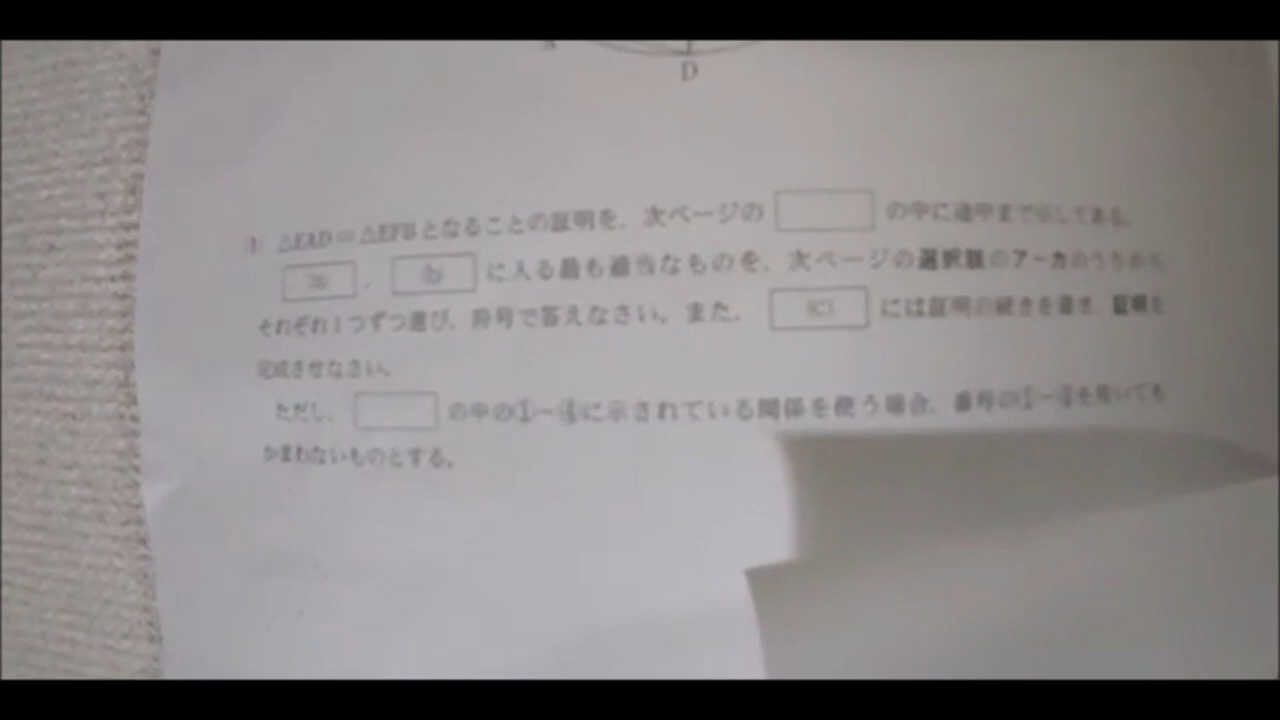 D
(1) △EAD∽△EFBとなることの証明を、次ページの の中に途中まで示してある。
(a) , (b) に入る最も適当なものを、次ページの選択肢のア～カのうちから
それぞれ1つずつ選び、符号で答えなさい。また、 (c) には証明の続きを書き、証明を
完成させなさい。
ただし、 の中の①～④に示されている関係を使う場合、番号の①～④を用いても
かまわないものとする。